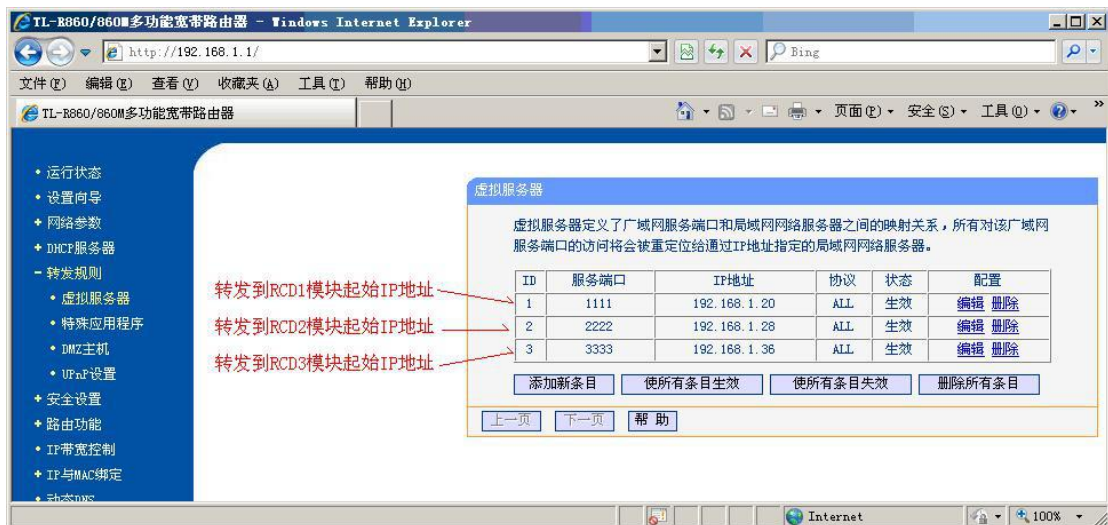 TL-R860/860M多功能宽带路由器 - Windows Internet Explorer
http://192.168.1.1/
Bing
文件(F) 编辑(E) 查看(V) 收藏夹(A) 工具(T) 帮助(H)
TL-R860/860M多功能宽带路由器
页面(P) 安全(S) 工具(O) »
• 运行状态
• 设置向导
+ 网络参数
+ DHCP服务器
- 转发规则
• 虚拟服务器
• 特殊应用程序
• DMZ主机
• UPnP设置
+ 安全设置
+ 路由功能
• IP带宽控制
+ IP与MAC绑定
• 动态DNS
转发到RCD1模块起始IP地址
转发到RCD2模块起始IP地址
转发到RCD3模块起始IP地址
虚拟服务器
虚拟服务器定义了广域网服务端口和局域网网络服务器之间的映射关系，所有对该广域网
服务端口的访问将会被重定位给通过IP地址指定的局域网网络服务器。
ID 服务端口 IP地址 协议 状态 配置
1 1111 192.168.1.20 ALL 生效 编辑 删除
2 2222 192.168.1.28 ALL 生效 编辑 删除
3 3333 192.168.1.36 ALL 生效 编辑 删除
添加新条目 使所有条目生效 使所有条目失效 删除所有条目
上一页 下一页 帮 助
Internet 100%